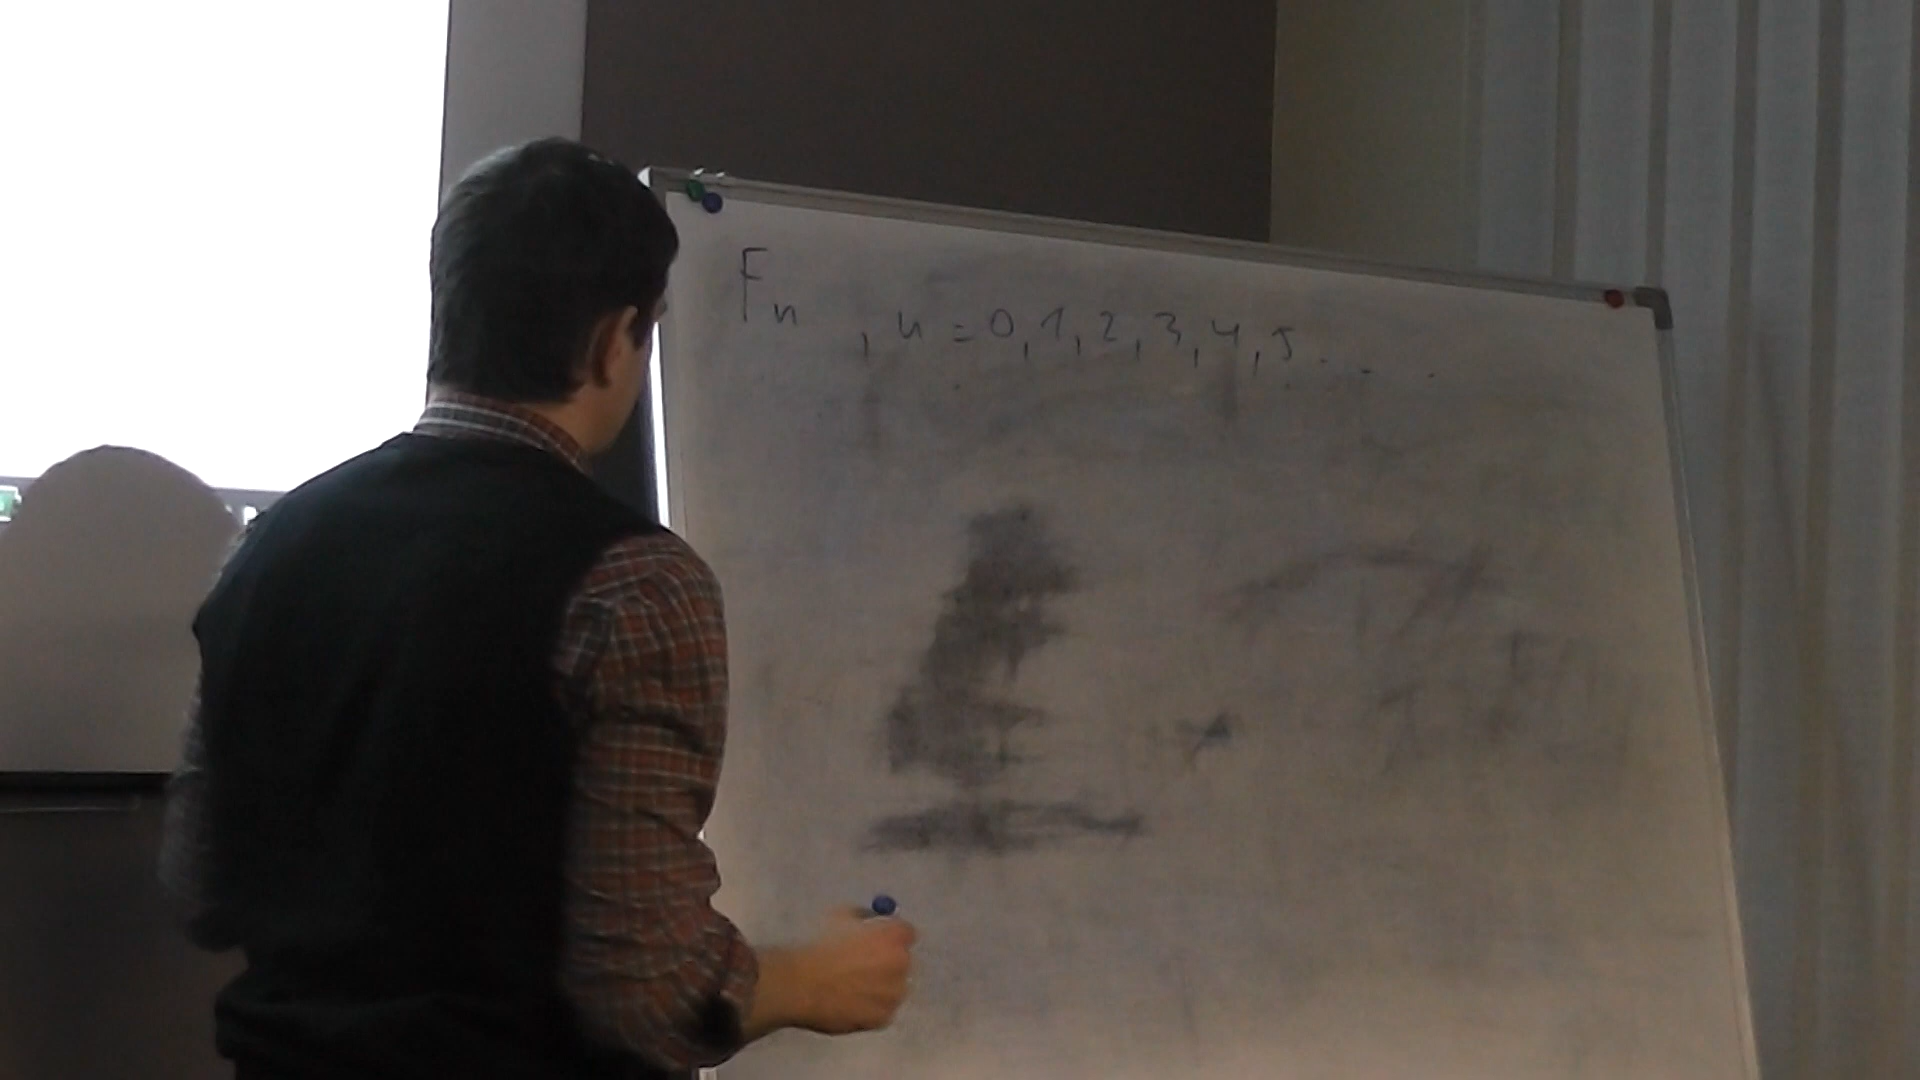 Fn , n = 0, 1, 2, 3, 4, 5 . . .